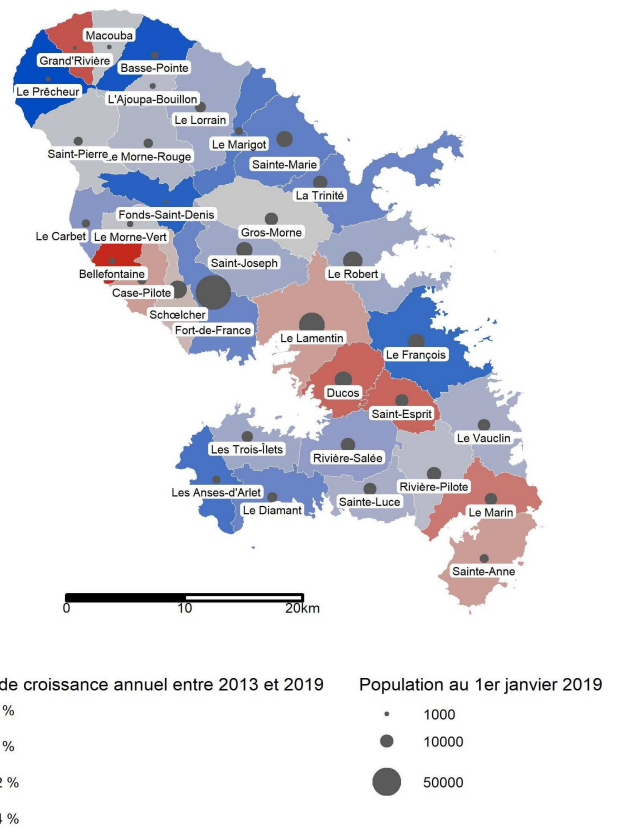 Macouba
Grand'Rivière
Basse-Pointe
Le Prêcheur
L'Ajoupa-Bouillon
Le Lorrain
Le Marigot
Saint-Pierre
Le Morne-Rouge
Sainte-Marie
La Trinité
Fonds-Saint-Denis
Le Carbet
Le Morne-Vert
Gros-Morne
Saint-Joseph
Bellefontaine
Le Robert
Case-Pilote
Schœlcher
Fort-de-France
Le Lamentin
Le François
Ducos
Saint-Esprit
Le Vauclin
Les Trois-Îlets
Rivière-Salée
Rivière-Pilote
Les Anses-d'Arlet
Sainte-Luce
Le Diamant
Le Marin
Sainte-Anne
0 10 20km
de croissance annuel entre 2013 et 2019
%
%
2 %
4 %
Population au 1er janvier 2019
1000
10000
50000